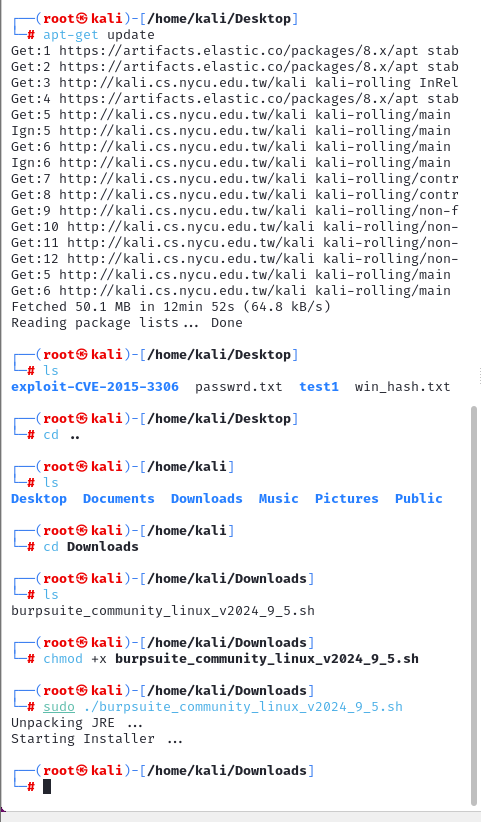 ┌──(root㉿kali)-[/home/kali/Desktop]
└─# apt-get update
Get:1 https://artifacts.elastic.co/packages/8.x/apt stab
Get:2 https://artifacts.elastic.co/packages/8.x/apt stab
Get:3 http://kali.cs.nycu.edu.tw/kali kali-rolling InRel
Get:4 https://artifacts.elastic.co/packages/8.x/apt stab
Get:5 http://kali.cs.nycu.edu.tw/kali kali-rolling/main
Ign:5 http://kali.cs.nycu.edu.tw/kali kali-rolling/main
Get:6 http://kali.cs.nycu.edu.tw/kali kali-rolling/main
Ign:6 http://kali.cs.nycu.edu.tw/kali kali-rolling/main
Get:7 http://kali.cs.nycu.edu.tw/kali kali-rolling/contr
Get:8 http://kali.cs.nycu.edu.tw/kali kali-rolling/contr
Get:9 http://kali.cs.nycu.edu.tw/kali kali-rolling/non-f
Get:10 http://kali.cs.nycu.edu.tw/kali kali-rolling/non-
Get:11 http://kali.cs.nycu.edu.tw/kali kali-rolling/non-
Get:12 http://kali.cs.nycu.edu.tw/kali kali-rolling/non-
Get:5 http://kali.cs.nycu.edu.tw/kali kali-rolling/main
Get:6 http://kali.cs.nycu.edu.tw/kali kali-rolling/main
Fetched 50.1 MB in 12min 52s (64.8 kB/s)
Reading package lists... Done
┌──(root㉿kali)-[/home/kali/Desktop]
└─# ls
exploit-CVE-2015-3306  passwrd.txt  test1  win_hash.txt
┌──(root㉿kali)-[/home/kali/Desktop]
└─# cd ..
┌──(root㉿kali)-[/home/kali]
└─# ls
Desktop  Documents  Downloads  Music  Pictures  Public
┌──(root㉿kali)-[/home/kali]
└─# cd Downloads
┌──(root㉿kali)-[/home/kali/Downloads]
└─# ls
burpsuite_community_linux_v2024_9_5.sh
┌──(root㉿kali)-[/home/kali/Downloads]
└─# chmod +x burpsuite_community_linux_v2024_9_5.sh
┌──(root㉿kali)-[/home/kali/Downloads]
└─# sudo ./burpsuite_community_linux_v2024_9_5.sh
Unpacking JRE ...
Starting Installer ...
┌──(root㉿kali)-[/home/kali/Downloads]
└─#